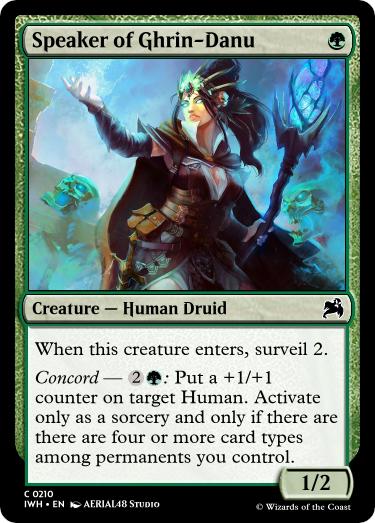 Speaker of Ghrin-Danu
Creature — Human Druid
When this creature enters, surveil 2.
Concord — 2: Put a +1/+1
counter on target Human. Activate
only as a sorcery and only if there are
there are four or more card types
among permanents you control.
1/2
C 0210
IWH • EN AERIAL48 Studio
© Wizards of the Coast